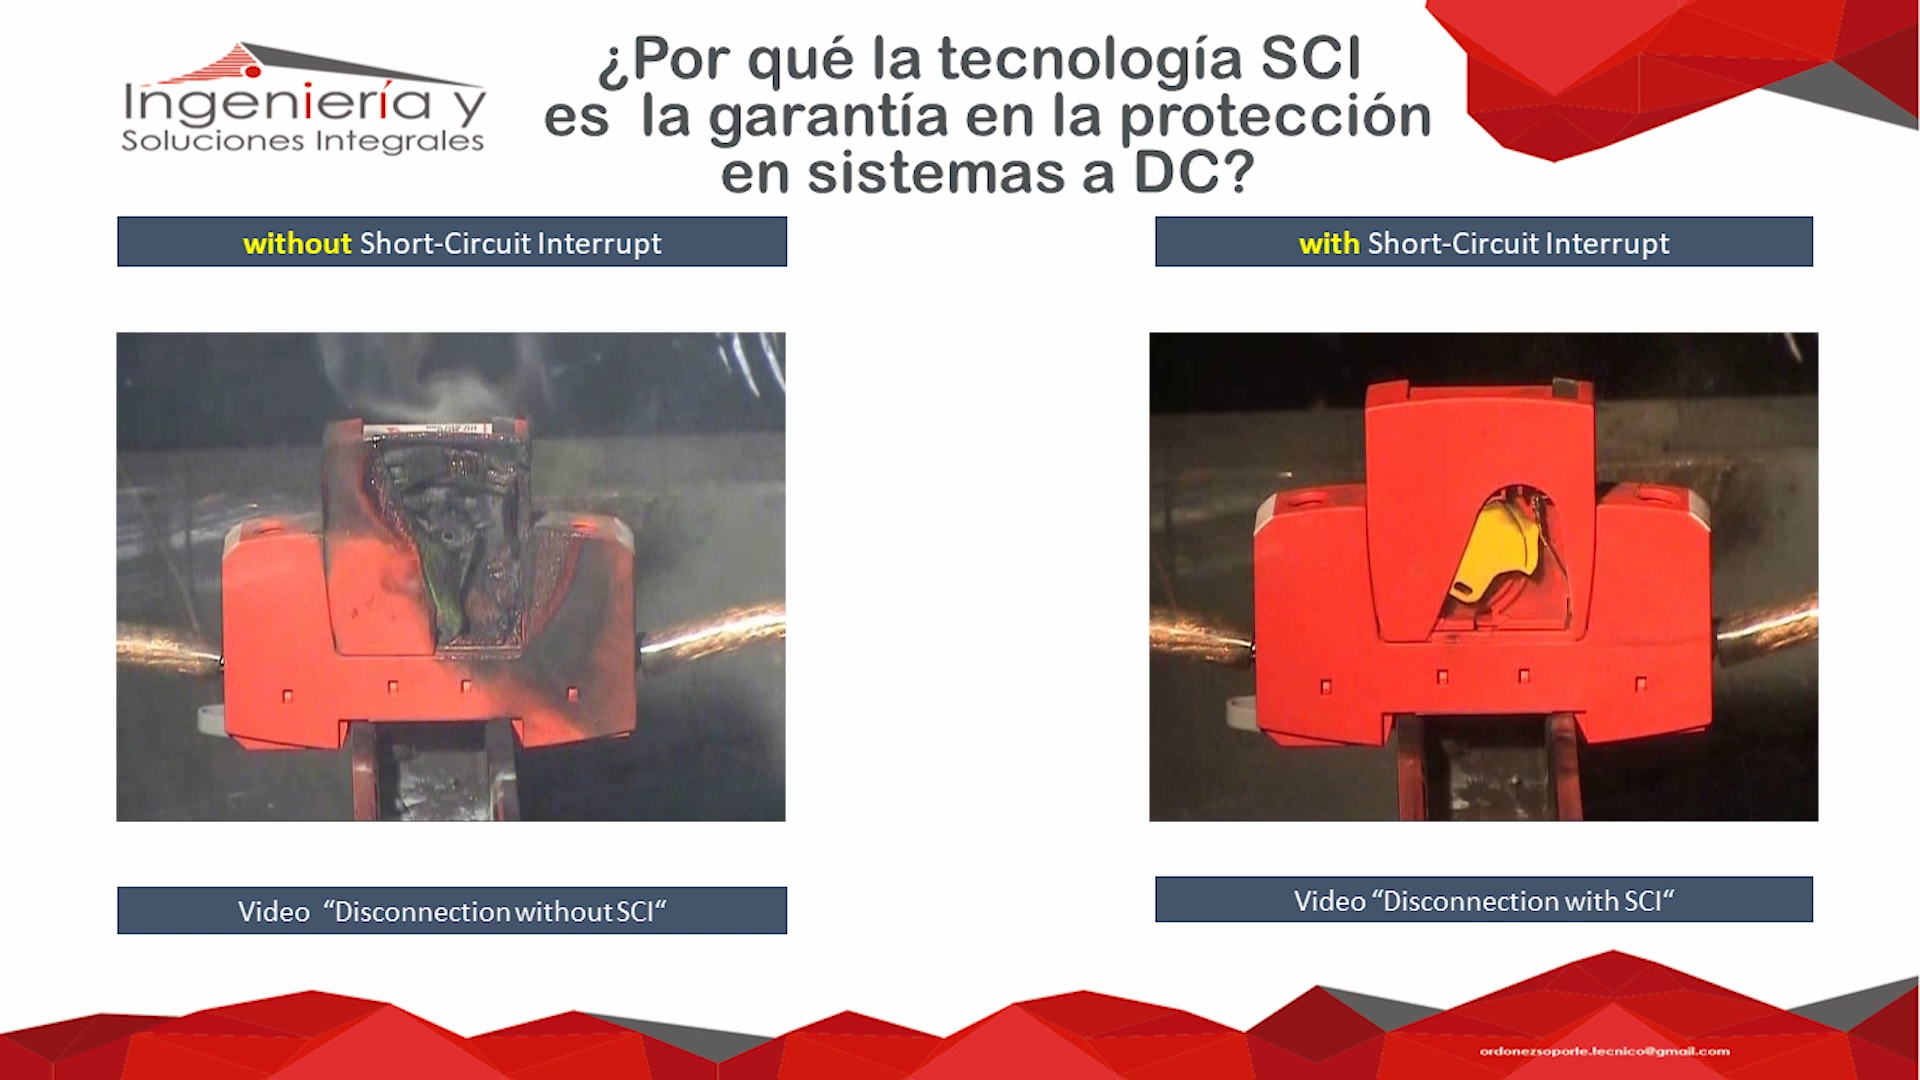 Ingeniería y
Soluciones Integrales
¿Por qué la tecnología SCI
es la garantía en la protección
en sistemas a DC?
without Short-Circuit Interrupt
with Short-Circuit Interrupt
Video “Disconnection without SCI“
Video “Disconnection with SCI“
ordonezsoporte.tecnico@gmail.com